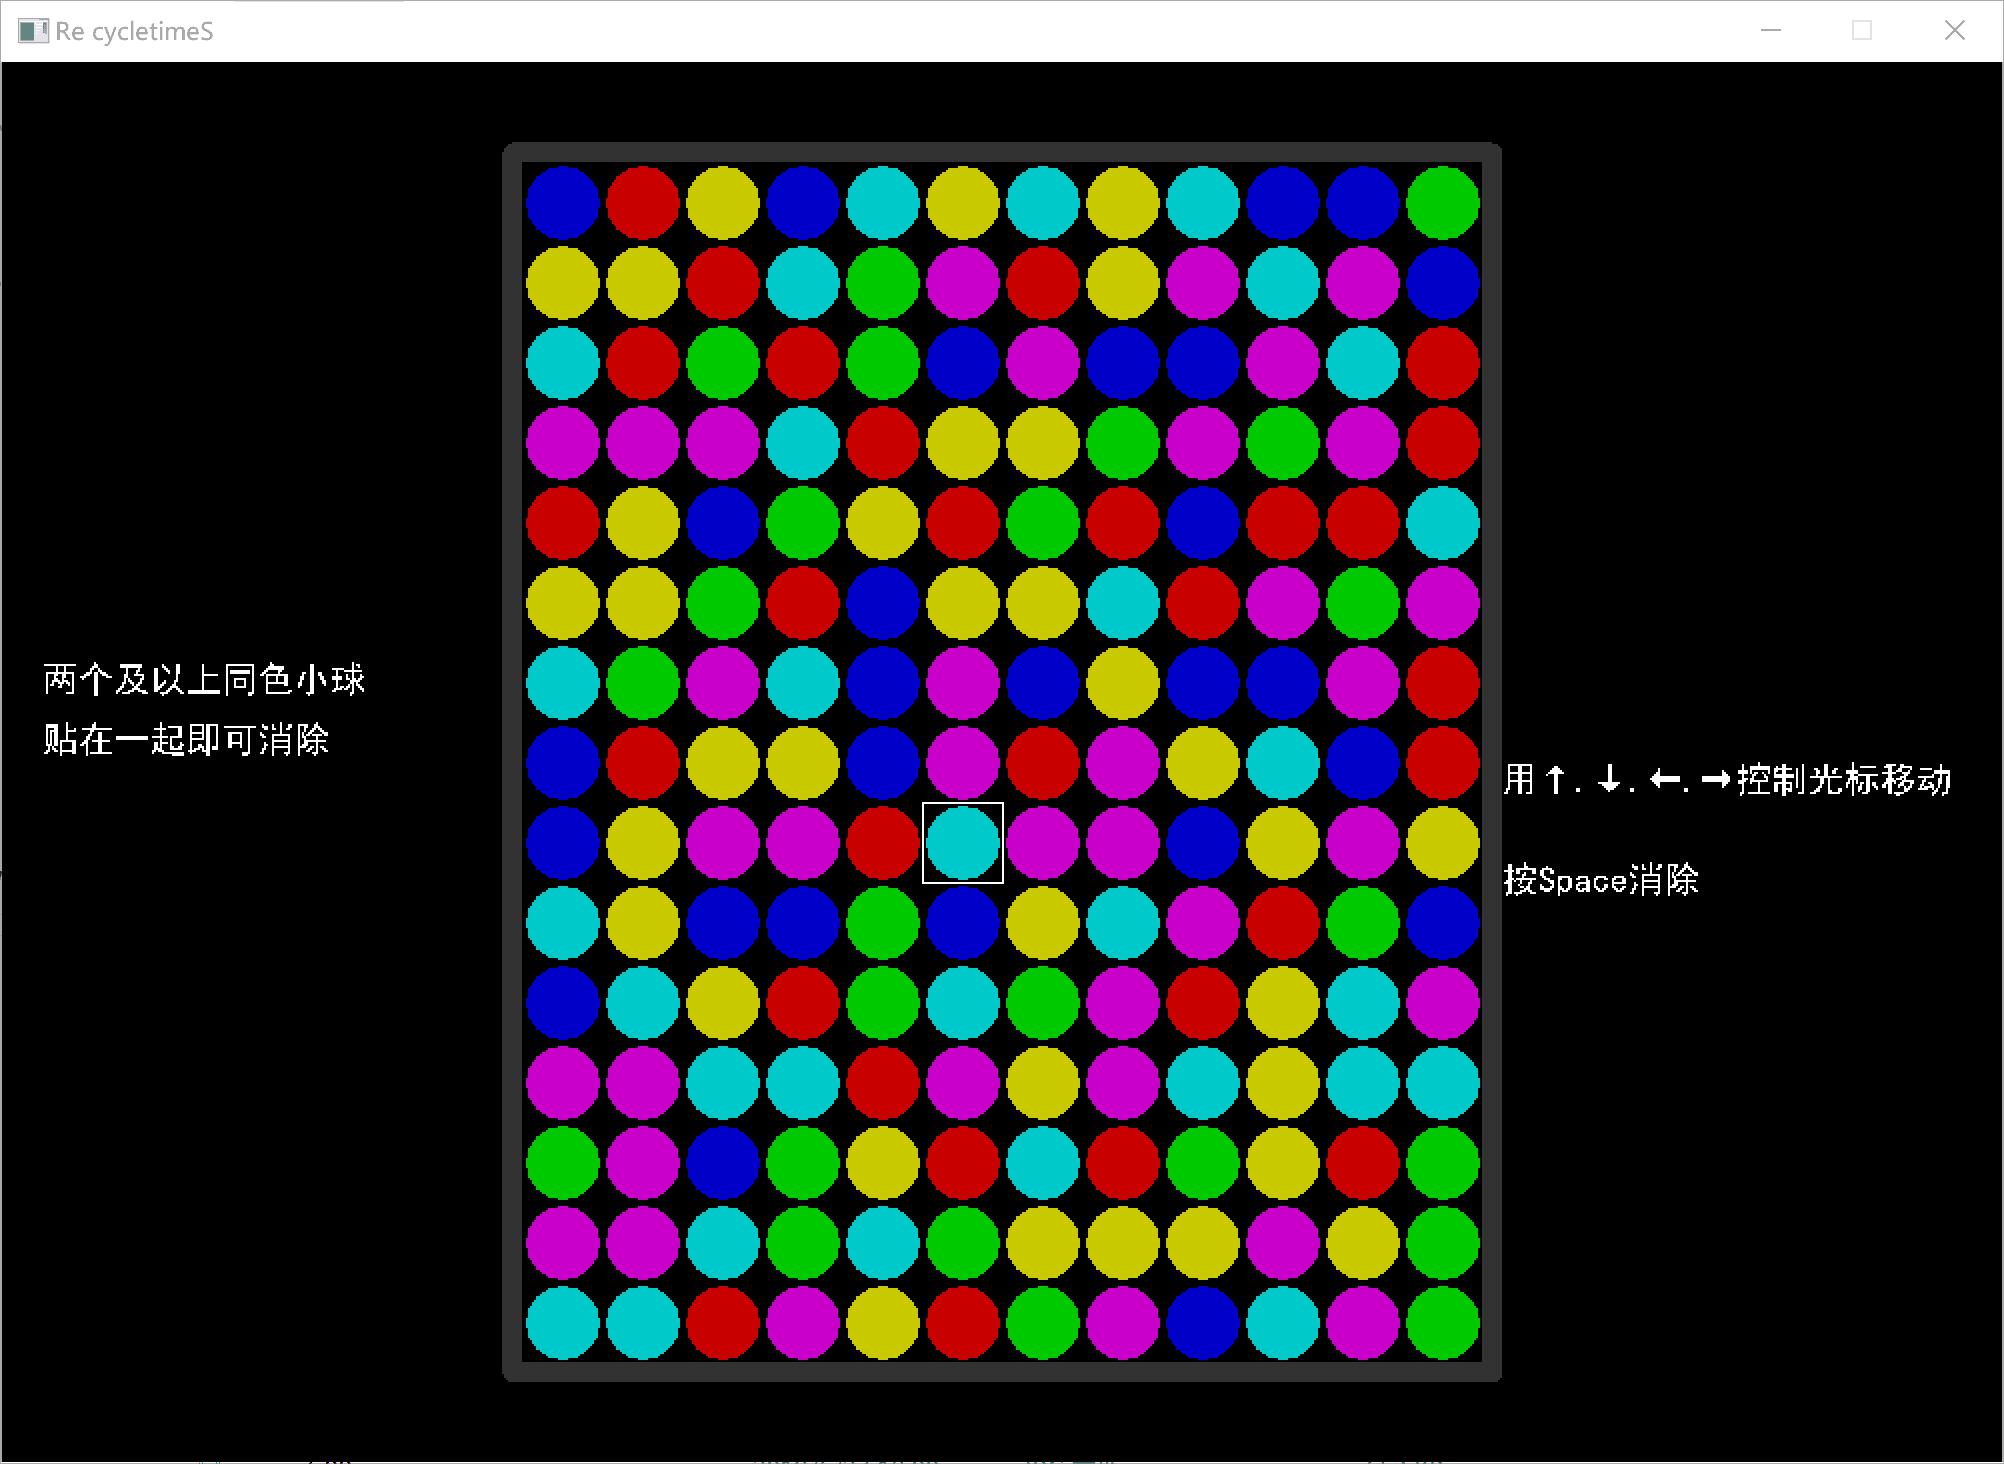 Re cycletimeS
两个及以上同色小球
贴在一起即可消除
用↑.↓.←.→控制光标移动
按Space消除